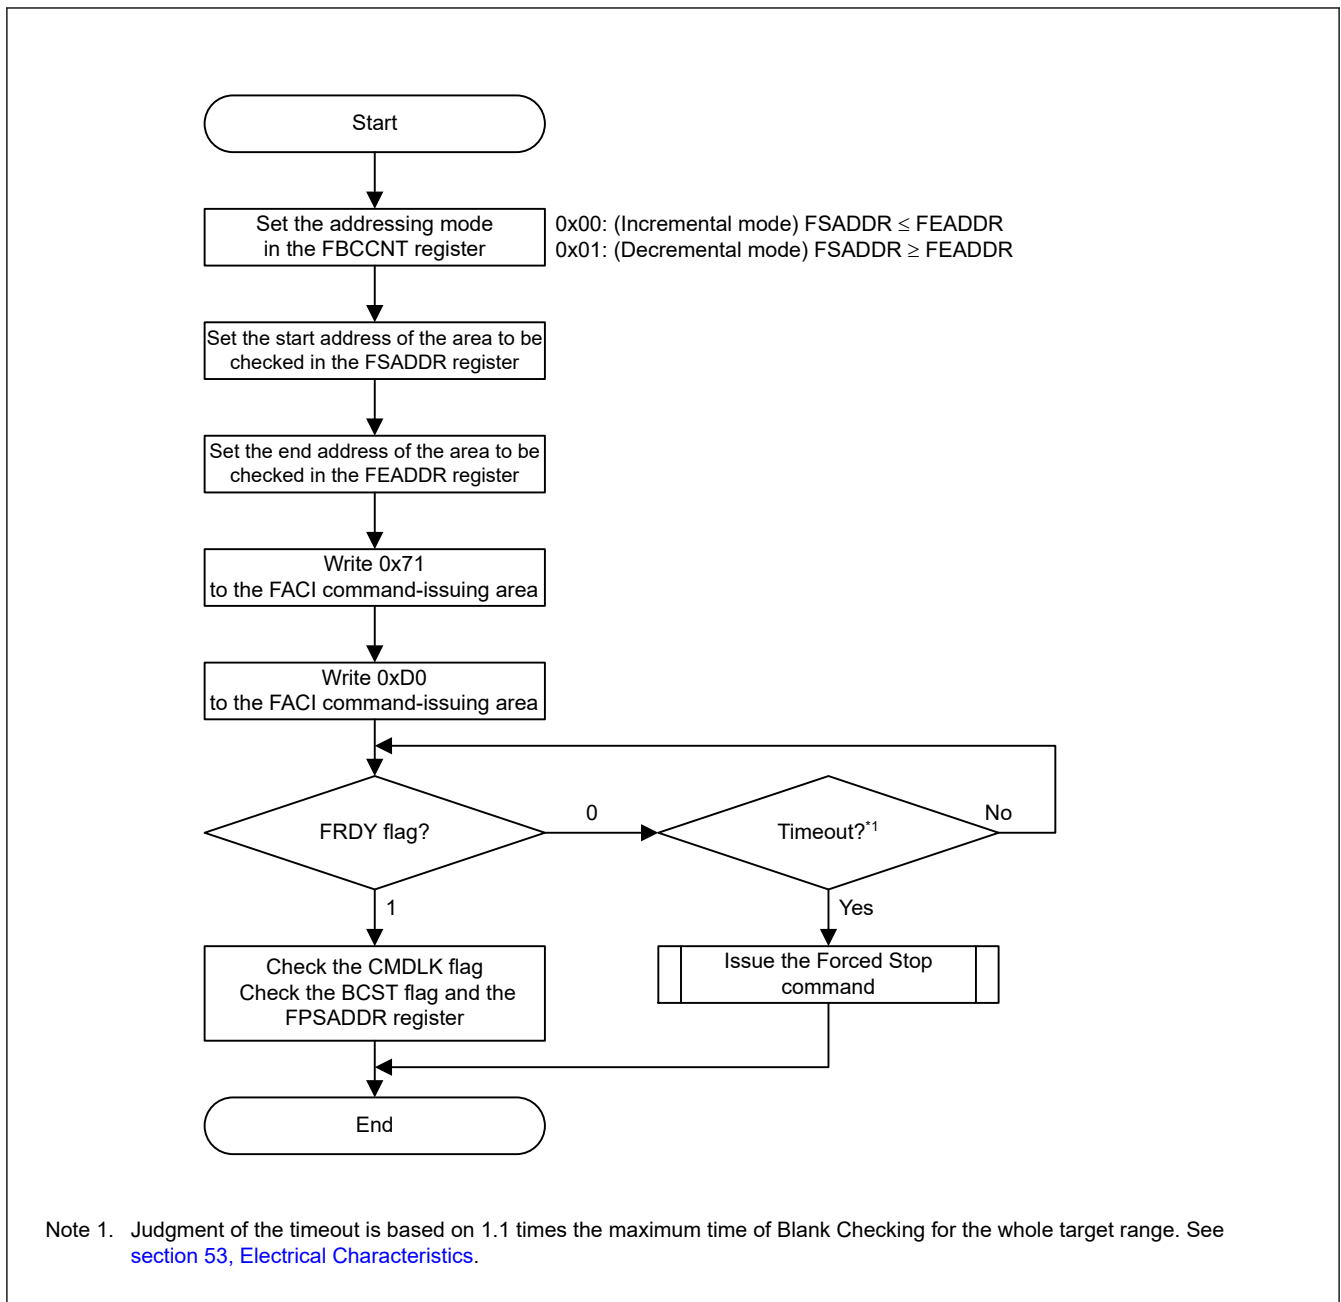 Start
Set the addressing mode
in the FBCCNT register
0x00: (Incremental mode) FSADDR ≤ FEADDR
0x01: (Decremental mode) FSADDR ≥ FEADDR
Set the start address of the area to be
checked in the FSADDR register
Set the end address of the area to be
checked in the FEADDR register
Write 0x71
to the FACI command-issuing area
Write 0xD0
to the FACI command-issuing area
FRDY flag?
0
Timeout?*1
No
1
Yes
Check the CMDLK flag
Check the BCST flag and the
FPSADDR register
Issue the Forced Stop
command
End
Note 1. Judgment of the timeout is based on 1.1 times the maximum time of Blank Checking for the whole target range. See
section 53, Electrical Characteristics.